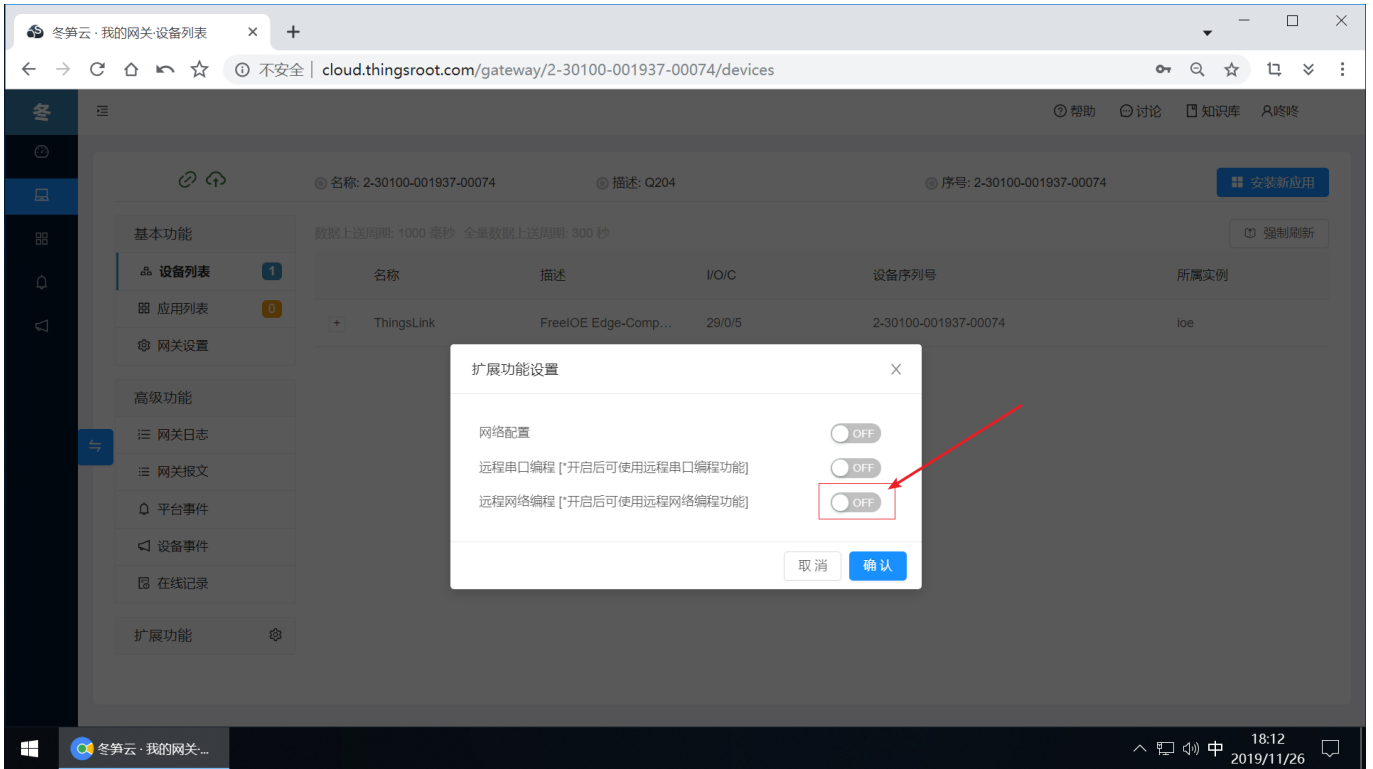 冬笋云 · 我的网关·设备列表
不安全 | cloud.thingsroot.com/gateway/2-30100-001937-00074/devices
冬
帮助 讨论 知识库 咚咚
名称: 2-30100-001937-00074 描述: Q204 序号: 2-30100-001937-00074 安装新应用
基本功能 数据上送周期: 1000 毫秒 全量数据上送周期: 300 秒 强制刷新
设备列表 1 名称 描述 I/O/C 设备序列号 所属实例
应用列表 0 ThingsLink FreeIOE Edge-Comp... 29/0/5 2-30100-001937-00074 ioe
网关设置
扩展功能设置
高级功能
网关日志
网络配置 OFF
网关报文
远程串口编程 [*开启后可使用远程串口编程功能] OFF
平台事件
远程网络编程 [*开启后可使用远程网络编程功能] OFF
设备事件
取 消 确 认
在线记录
扩展功能
冬笋云 · 我的网关·...
中
18:12
2019/11/26